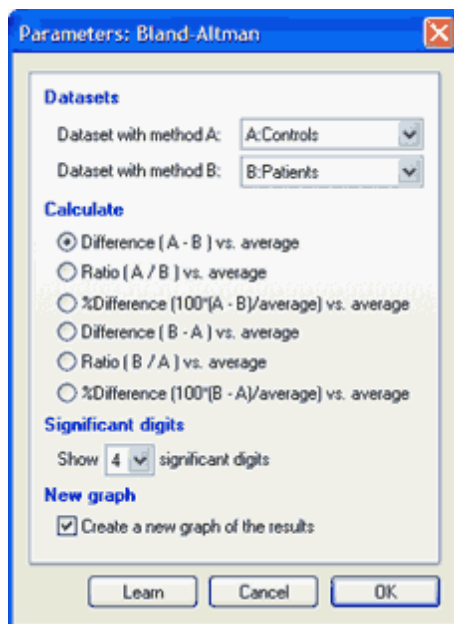 Parameters: Bland-Altman
Datasets
Dataset with method A: A:Controls
Dataset with method B: B:Patients
Calculate
Difference ( A - B ) vs. average
Ratio ( A / B ) vs. average
%Difference (100*(A - B)/average) vs. average
Difference ( B - A ) vs. average
Ratio ( B / A ) vs. average
%Difference (100*(B - A)/average) vs. average
Significant digits
Show 4 significant digits
New graph
Create a new graph of the results
Learn Cancel OK